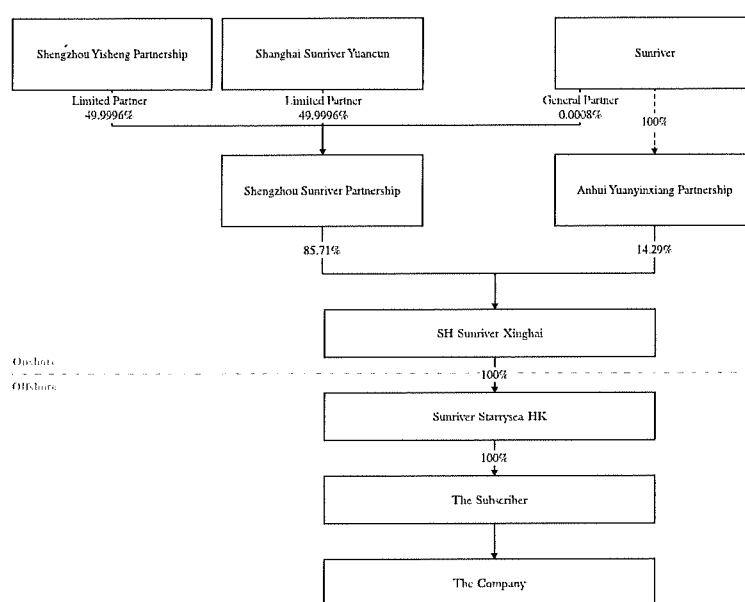 Shengzhou Yisheng Partnership
Shanghai Sunriver Yuancun
Sunriver
Limited Partner
49.9996%
Limited Partner
49.9996%
General Partner
0.0008%
100%
Shengzhou Sunriver Partnership
Anhui Yuanyinxiang Partnership
85.71%
14.29%
SH Sunriver Xinghai
Onshore
Offshore
100%
Sunriver Starrysea HK
100%
The Subscriber
The Company